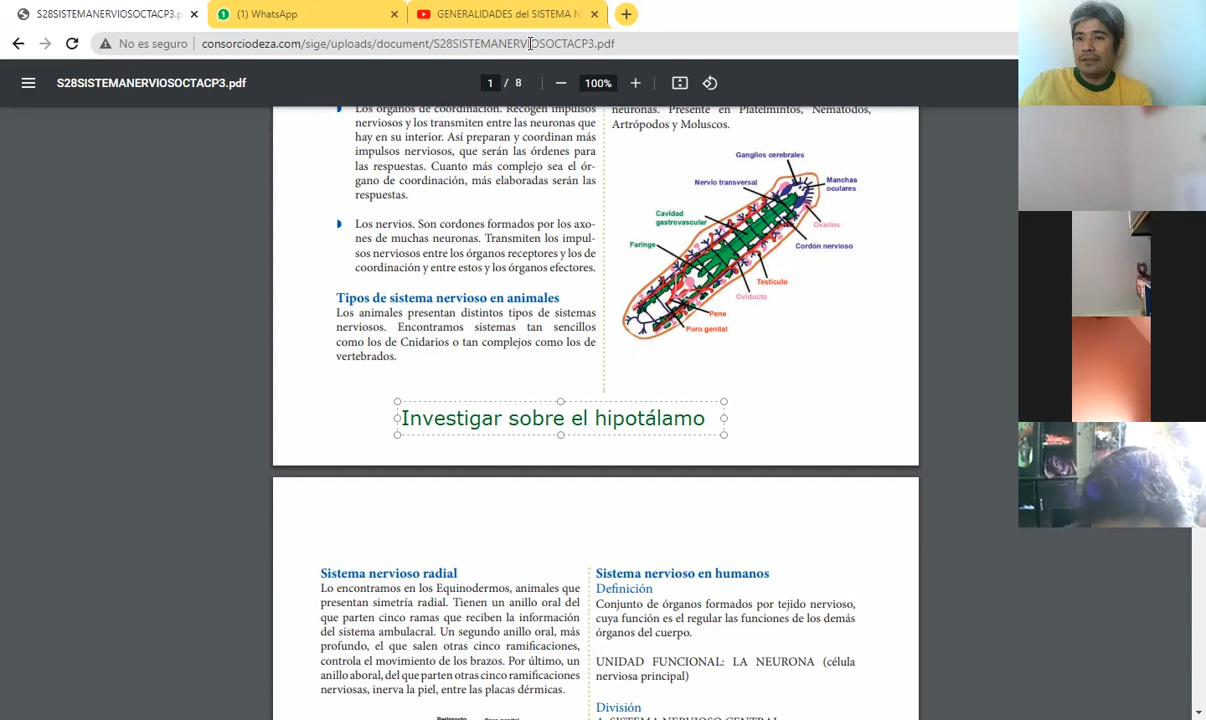 S28SISTEMANERVIOSOCTACP3.p
(1) WhatsApp
GENERALIDADES del SISTEMA N
No es seguro
consorciodeza.com/sige/uploads/document/S28SISTEMANERVIOSOCTACP3.pdf
S28SISTEMANERVIOSOCTACP3.pdf
1 / 8
100%
Los órganos de coordinación. Recogen impulsos
nerviosos y los transmiten entre las neuronas que
hay en su interior. Así preparan y coordinan más
impulsos nerviosos, que serán las órdenes para
las respuestas. Cuanto más complejo sea el ór-
gano de coordinación, más elaboradas serán las
respuestas.
Los nervios. Son cordones formados por los axo-
nes de muchas neuronas. Transmiten los impul-
sos nerviosos entre los órganos receptores y los de
coordinación y entre estos y los órganos efectores.
Tipos de sistema nervioso en animales
Los animales presentan distintos tipos de sistemas
nerviosos. Encontramos sistemas tan sencillos
como los de Cnidarios o tan complejos como los de
vertebrados.
neuronas. Presente en Platelmintos, Nematodos,
Artrópodos y Moluscos.
Ganglios cerebrales
Nervio transversal
Manchas
oculares
Cavidad
gastrovascular
Ovarios
Faringe
Cordón nervioso
Testículo
Oviducto
Pene
Poro genital
Investigar sobre el hipotálamo
Sistema nervioso radial
Lo encontramos en los Equinodermos, animales que
presentan simetría radial. Tienen un anillo oral del
que parten cinco ramas que reciben la información
del sistema ambulacral. Un segundo anillo oral, más
profundo, el que salen otras cinco ramificaciones,
controla el movimiento de los brazos. Por último, un
anillo aboral, del que parten otras cinco ramificaciones
nerviosas, inerva la piel, entre las placas dérmicas.
Sistema nervioso en humanos
Definición
Conjunto de órganos formados por tejido nervioso,
cuya función es el regular las funciones de los demás
órganos del cuerpo.
UNIDAD FUNCIONAL: LA NEURONA (célula
nerviosa principal)
División
A. SISTEMA NERVIOSO CENTRAL